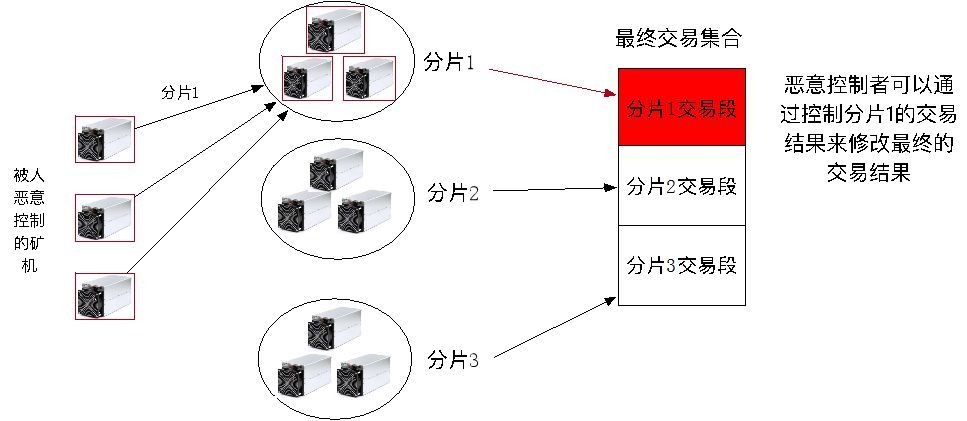 最终交易集合
分片1
分片1
分片1交易段
恶意控制者可以通
过控制分片1的交易
结果来修改最终的
交易结果
被人
恶意
控制
的矿
机
分片2
分片2交易段
分片3交易段
分片3